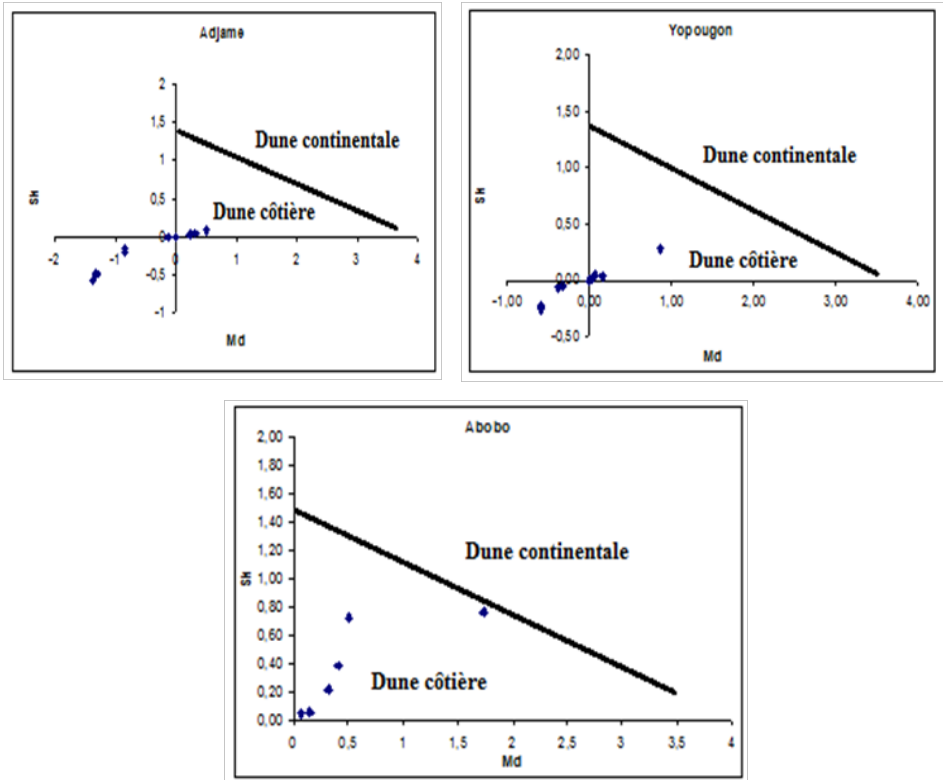 Adjame
2
1,5
1
0,5
0
-0,5
-1
-2 -1 0 1 2 3 4
Sk
Md
Dune continentale
Dune côtière
Yopougon
2,00
1,50
1,00
0,50
0,00
-0,50
-1,00 0,00 1,00 2,00 3,00 4,00
Sk
Md
Dune continentale
Dune côtière
Abobo
2,00
1,80
1,60
1,40
1,20
1,00
0,80
0,60
0,40
0,20
0,00
0 0,5 1 1,5 2 2,5 3 3,5 4
Sk
Md
Dune continentale
Dune côtière